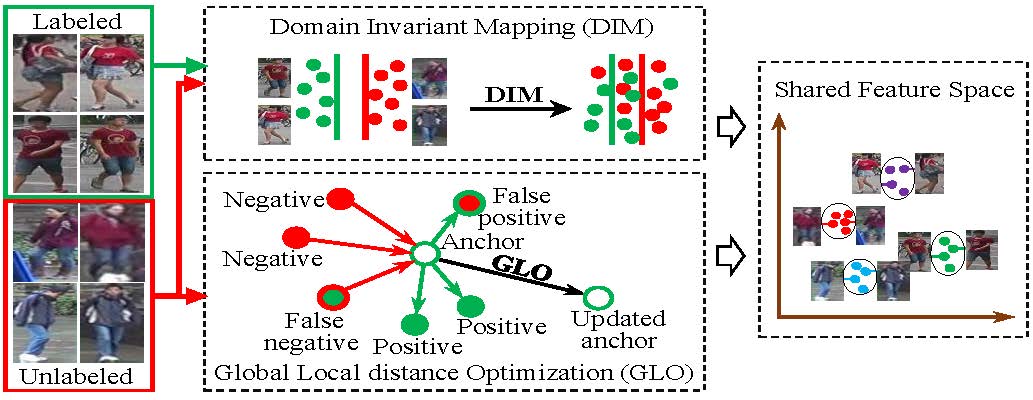 Labeled
Unlabeled
Domain Invariant Mapping (DIM)
DIM
Negative
Negative
False
negative
Positive
Positive
False
positive
Anchor
GLO
Updated
anchor
Global Local distance Optimization (GLO)
Shared Feature Space